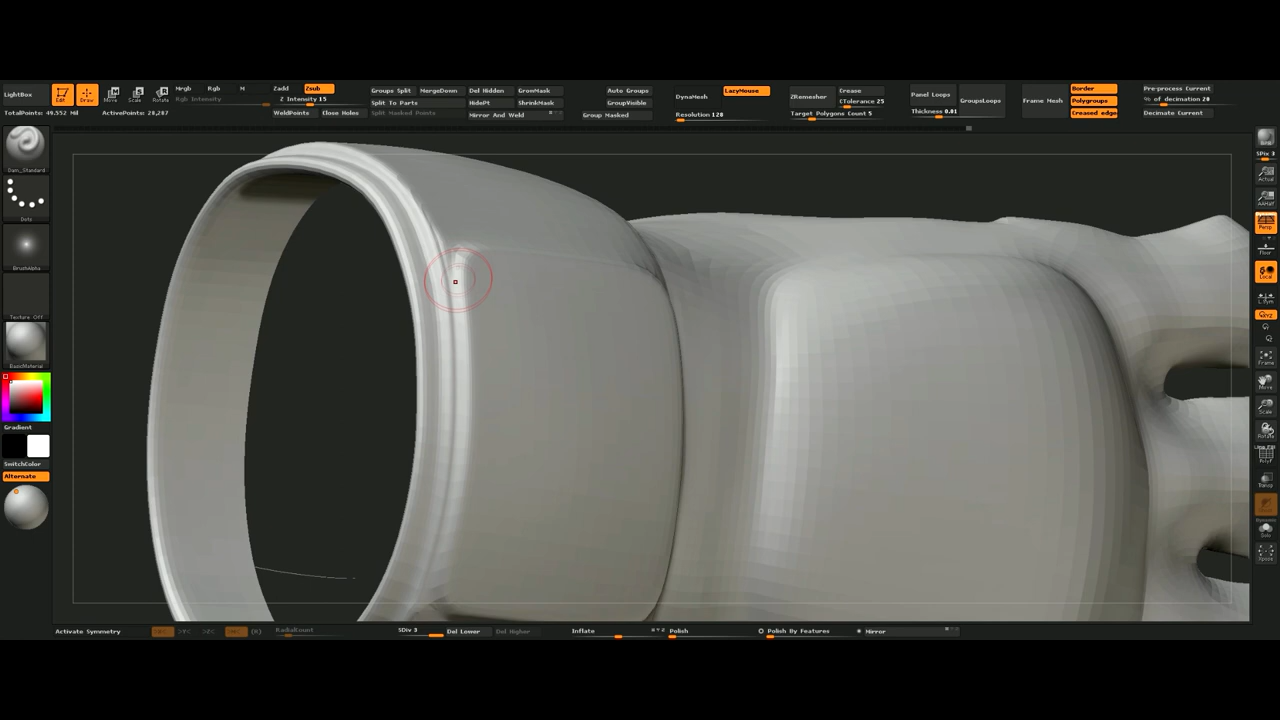 LightBox
Edit
Draw
Move
Scale
Rotate
Mrgb Rgb M
Rgb Intensity
Zadd Zsub
Z Intensity 15
WeldPoints Close Holes
Groups Split MergeDown
Split To Parts
Split Masked Points
Del Hidden GrowMask
HidePt ShrinkMask
Mirror And Weld
Auto Groups
GroupVisible
Group Masked
DynaMesh LazyMouse
Resolution 128
ZRemesher
Crease
CTolerance 25
Target Polygons Count 5
Panel Loops GroupsLoops
Thickness 0.01
Frame Mesh
Border
Polygroups
Creased edge
Pre-process Current
% of decimation 20
Decimate Current
TotalPoints: 49.552 Mil ActivePoints: 28,287
Dam_Standard
Dots
BrushAlpha
Texture Off
BasicMaterial
Gradient
SwitchColor
Alternate
SPix 3
Actual
AAHalf
Persp
Floor
Local
L.Sym
XYZ
Frame
Move
Scale
Rotate
PolyF
Transp
Solo
Xpose
Activate Symmetry
(R)
RadialCount
SDiv 3
Del Lower
Del Higher
Inflate
Polish
Polish By Features
Mirror